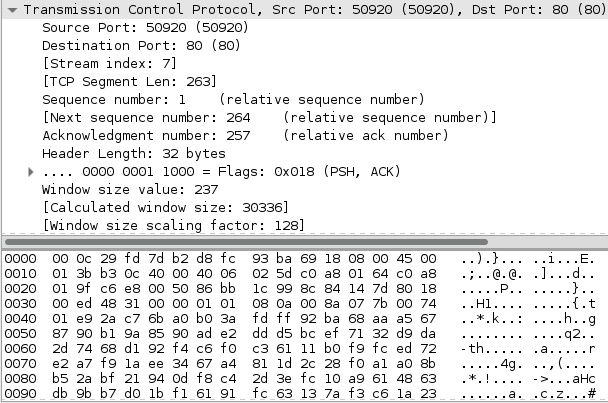 Transmission Control Protocol, Src Port: 50920 (50920), Dst Port: 80 (80)
Source Port: 50920 (50920)
Destination Port: 80 (80)
[Stream index: 7]
[TCP Segment Len: 263]
Sequence number: 1    (relative sequence number)
[Next sequence number: 264    (relative sequence number)]
Acknowledgment number: 257    (relative ack number)
Header Length: 32 bytes
.... 0000 0001 1000 = Flags: 0x018 (PSH, ACK)
Window size value: 237
[Calculated window size: 30336]
[Window size scaling factor: 128]
0000  00 0c 29 fd 7d b2 d8 fc  93 ba 69 18 08 00 45 00   ..).}... ..i...E.
0010  01 3b b3 0c 40 00 40 06  02 5d c0 a8 01 64 c0 a8   .;..@.@. .]...d..
0020  01 9f c6 e8 00 50 86 bb  1c 99 8c 84 14 7d 80 18   .....P.. .....}..
0030  00 ed 48 31 00 00 01 01  08 0a 00 8a 07 7b 00 74   ..H1.... .....{.t
0040  01 e9 2a c7 6b a0 b0 3a  fd ff 92 ba 68 aa a5 67   ..*.k..: ....h..g
0050  87 90 b1 9a 85 90 ad e2  dd d5 bc ef 71 32 d9 da   ........ ....q2..
0060  2d 74 68 d1 92 f4 c6 f0  c3 61 11 b0 f9 fc ed 72   -th..... .a.....r
0070  e2 a7 f9 1a ee 34 67 a4  81 1d 2c 28 f0 a1 a0 8b   .....4g. ..,(....
0080  b5 2a bf 21 94 0d f8 c4  2d 3e fc 10 a9 61 48 63   .*.!.... ->...aHc
0090  db 9b b7 d0 1b f1 61 91  fc 63 13 7a f3 c6 1a 23   ......a. .c.z...#